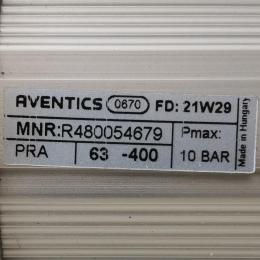 AVENTICS 0670 FD: 21W29
MNR:R480054679 Pmax:
PRA 63 -400 10 BAR
Made in Hungary